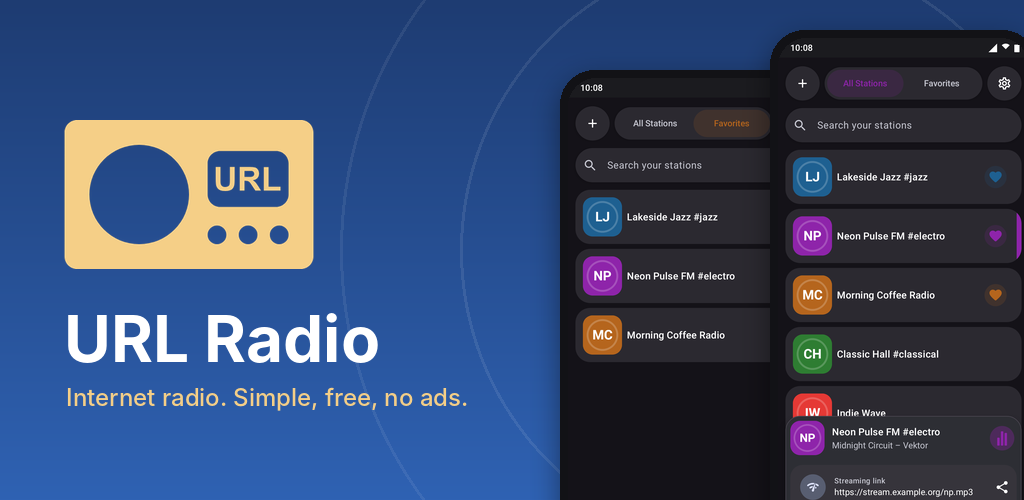 URL
URL Radio
Internet radio. Simple, free, no ads.
10:08
All Stations
Favorites
Search your stations
LJ
Lakeside Jazz #jazz
NP
Neon Pulse FM #electro
MC
Morning Coffee Radio
10:08
All Stations
Favorites
Search your stations
LJ
Lakeside Jazz #jazz
NP
Neon Pulse FM #electro
MC
Morning Coffee Radio
CH
Classic Hall #classical
IW
Indie Wave
NP
Neon Pulse FM #electro
Midnight Circuit – Vektor
Streaming link
https://stream.example.org/np.mp3